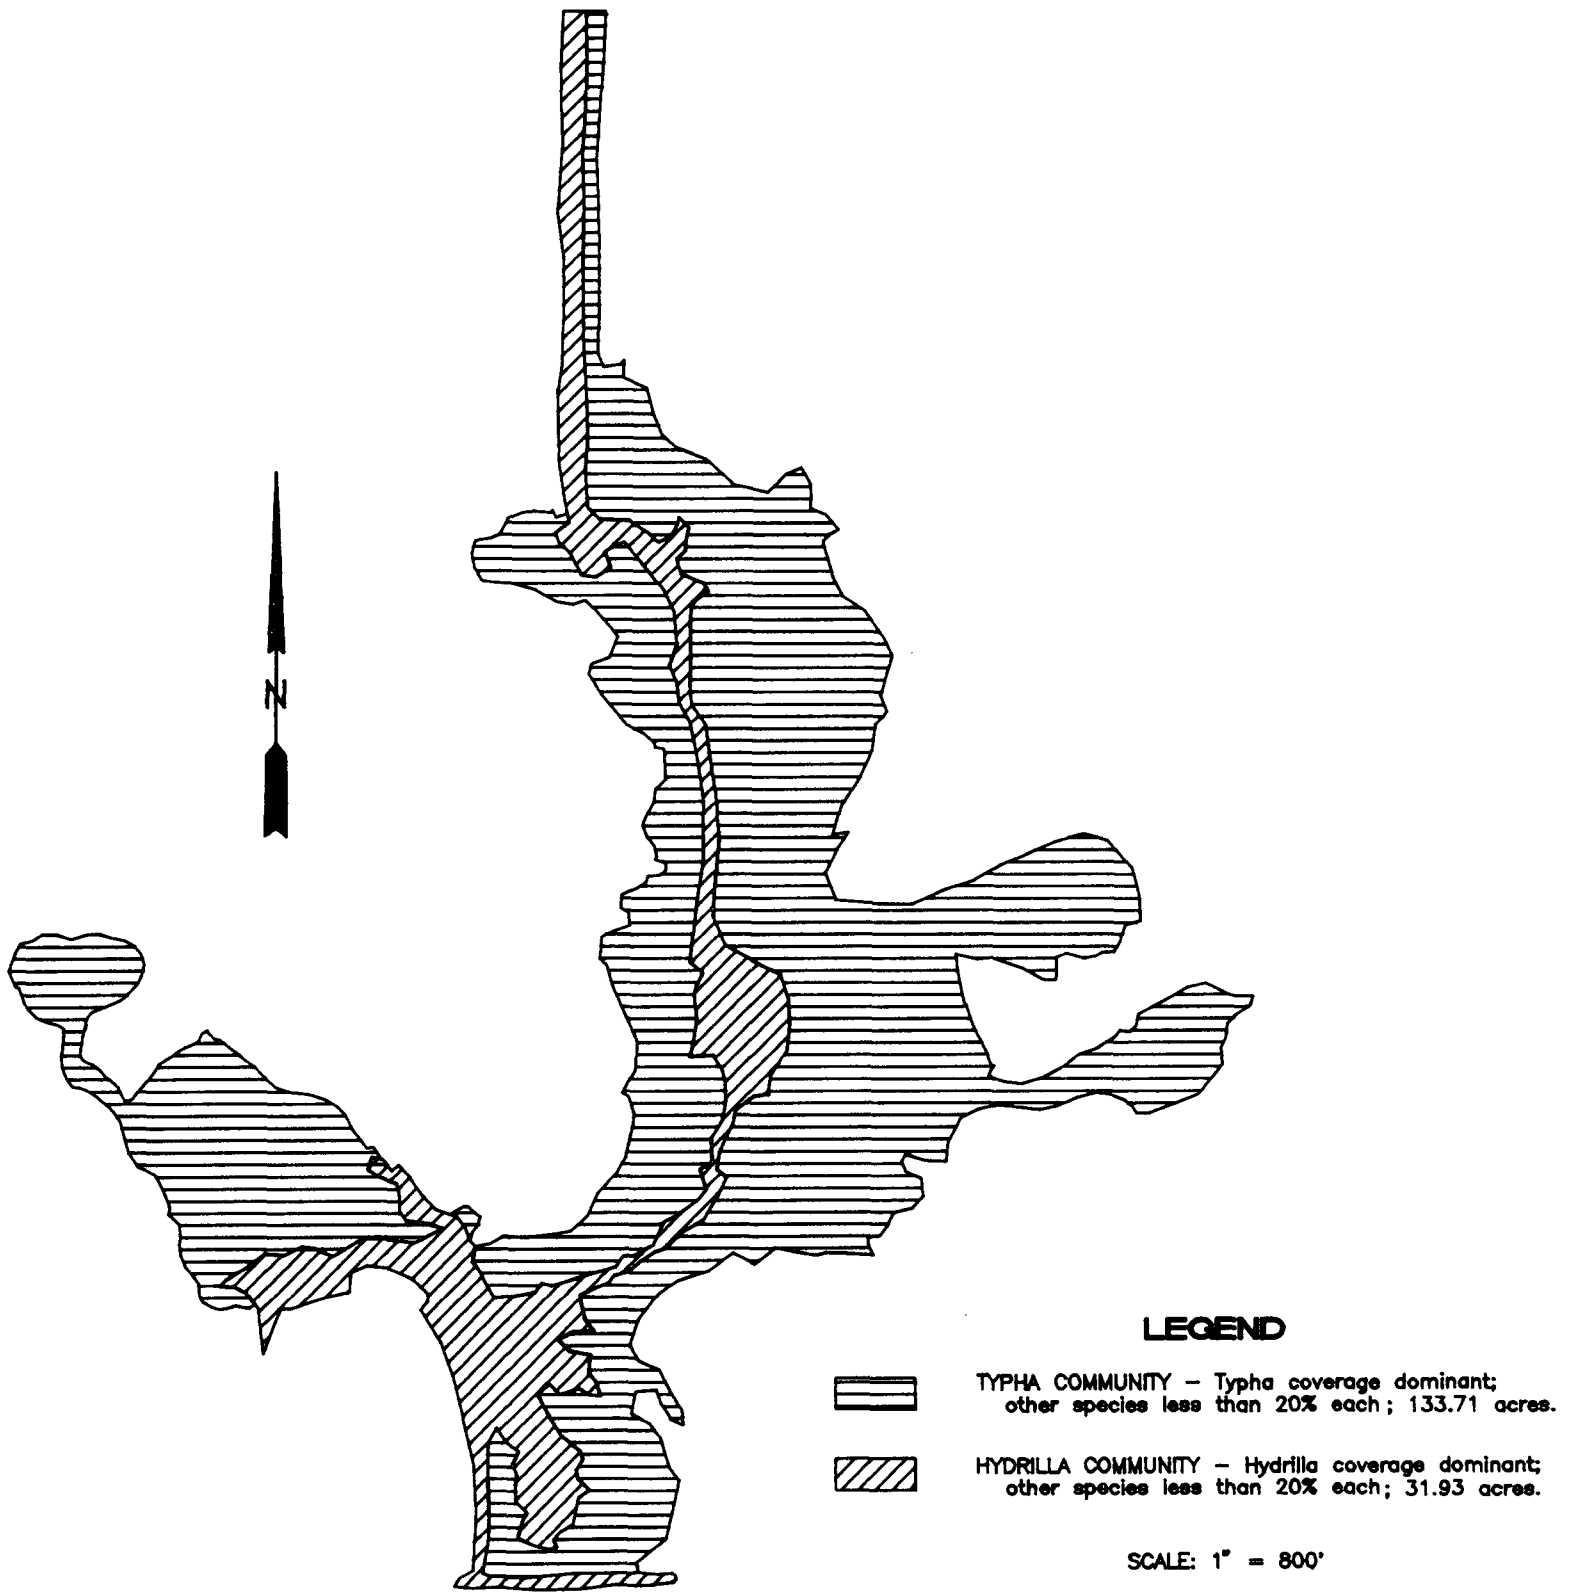 N
LEGEND
TYPHA COMMUNITY – Typha coverage dominant;
other species less than 20% each; 133.71 acres.
HYDRILLA COMMUNITY – Hydrilla coverage dominant;
other species less than 20% each; 31.93 acres.
SCALE: 1" = 800'